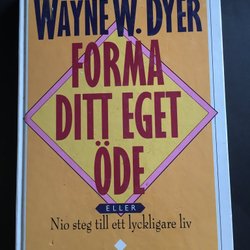 WAYNE W. DYER
FORMA
DITT EGET
ÖDE
ELLER
Nio steg till ett lyckligare liv